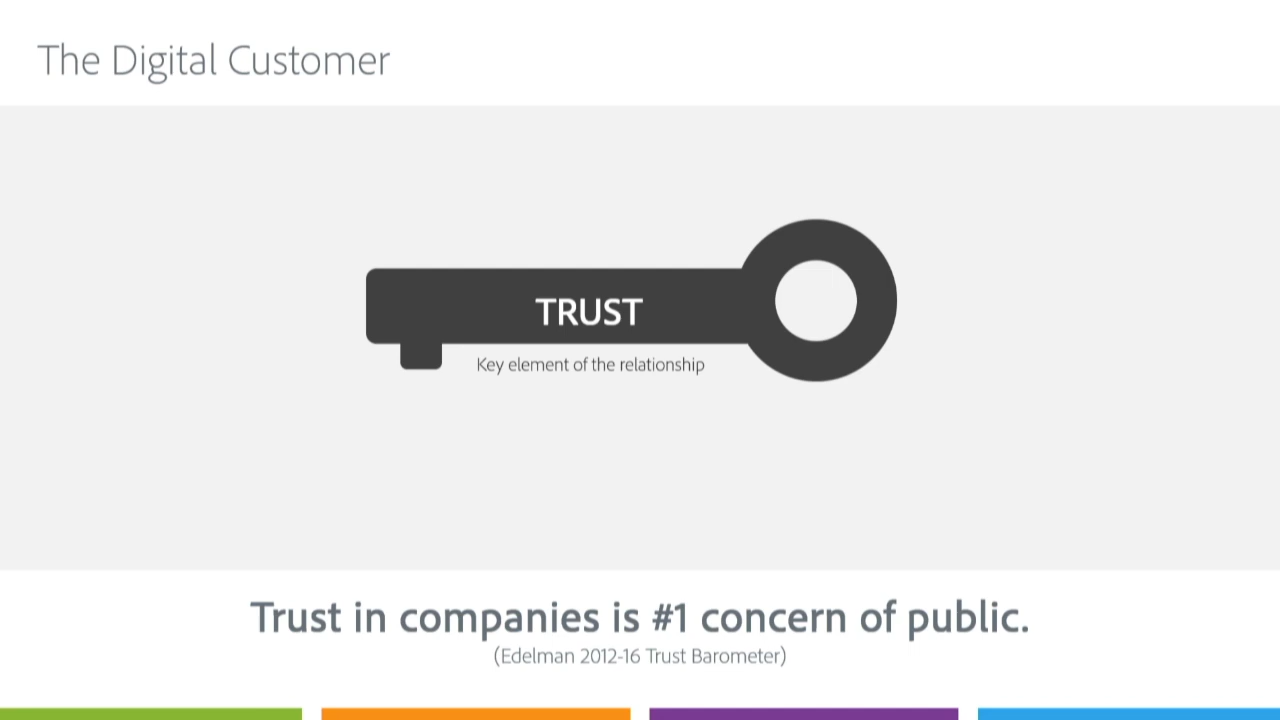 The Digital Customer
TRUST
Key element of the relationship
Trust in companies is #1 concern of public.
(Edelman 2012-16 Trust Barometer)